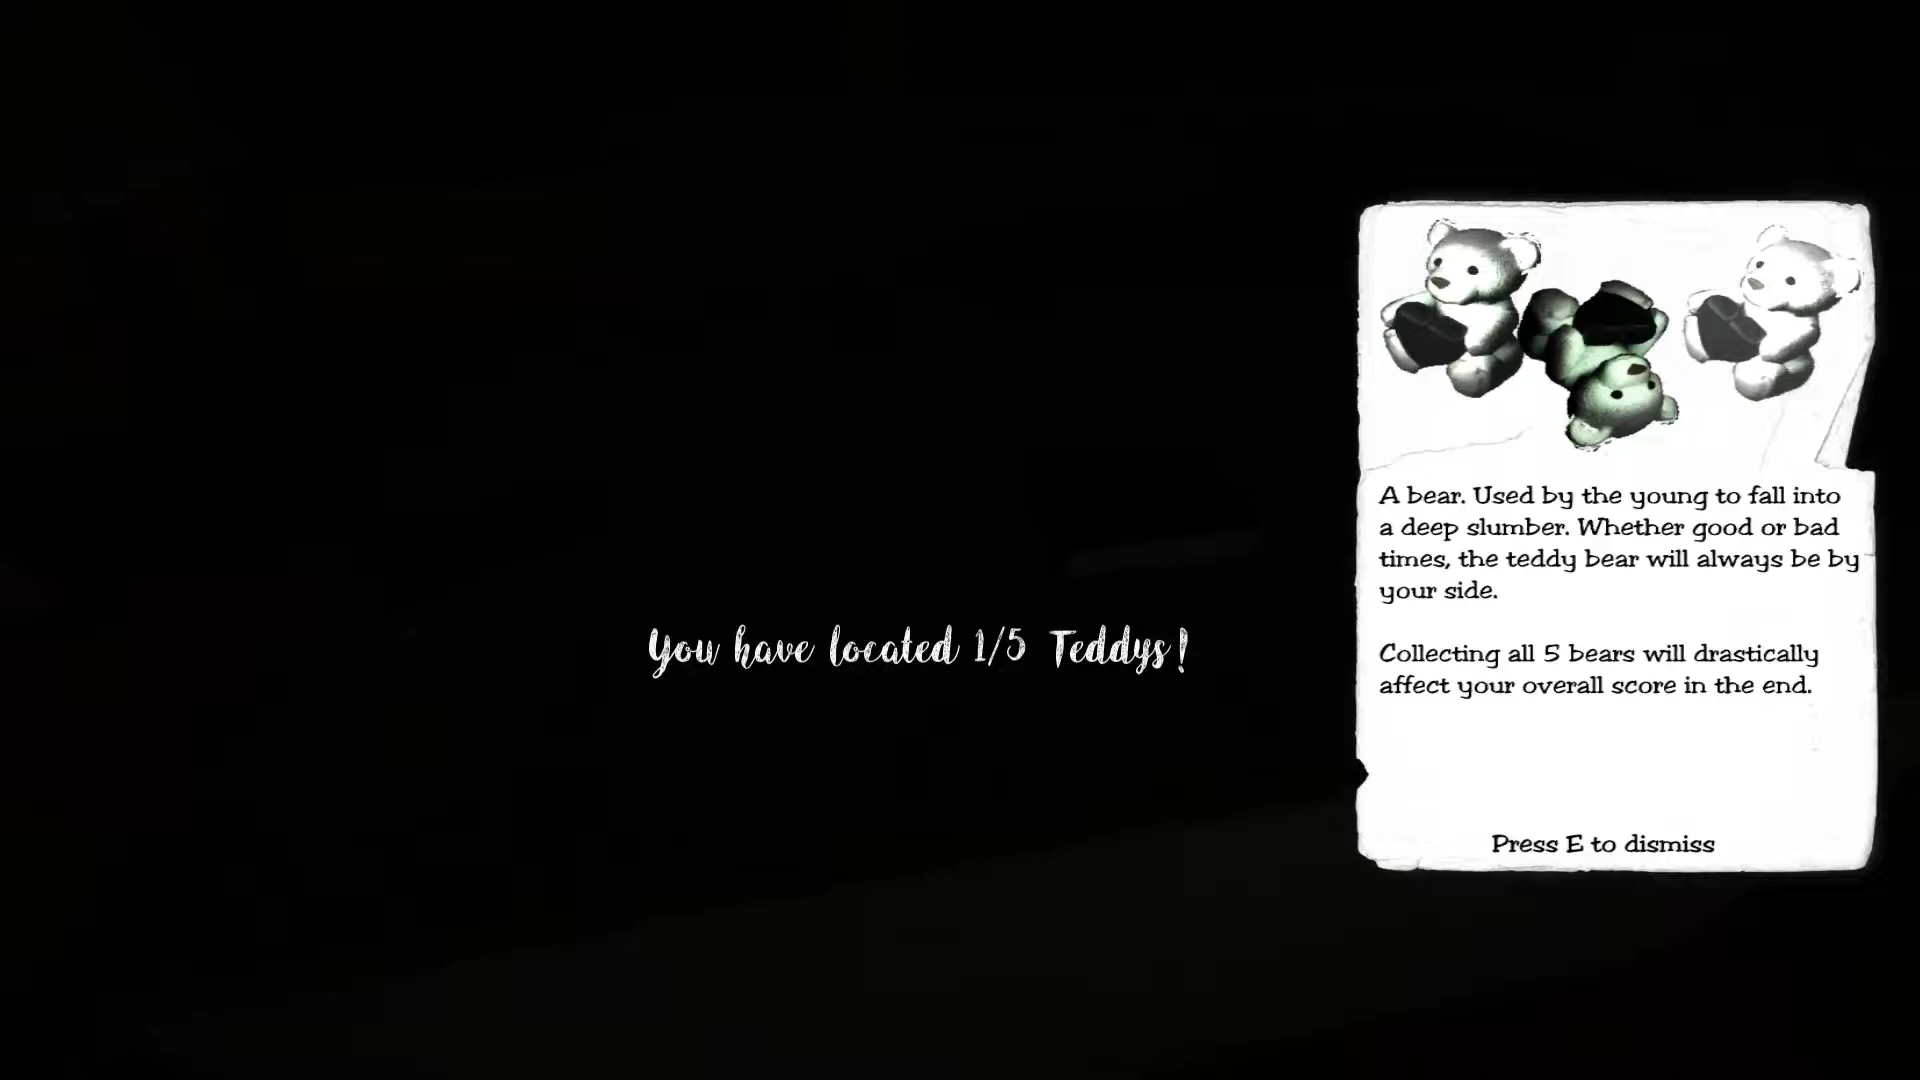 A bear. Used by the young to fall into
a deep slumber. Whether good or bad
times, the teddy bear will always be by
your side.
Collecting all 5 bears will drastically
affect your overall score in the end.
You have located 1/5 Teddys!
Press E to dismiss